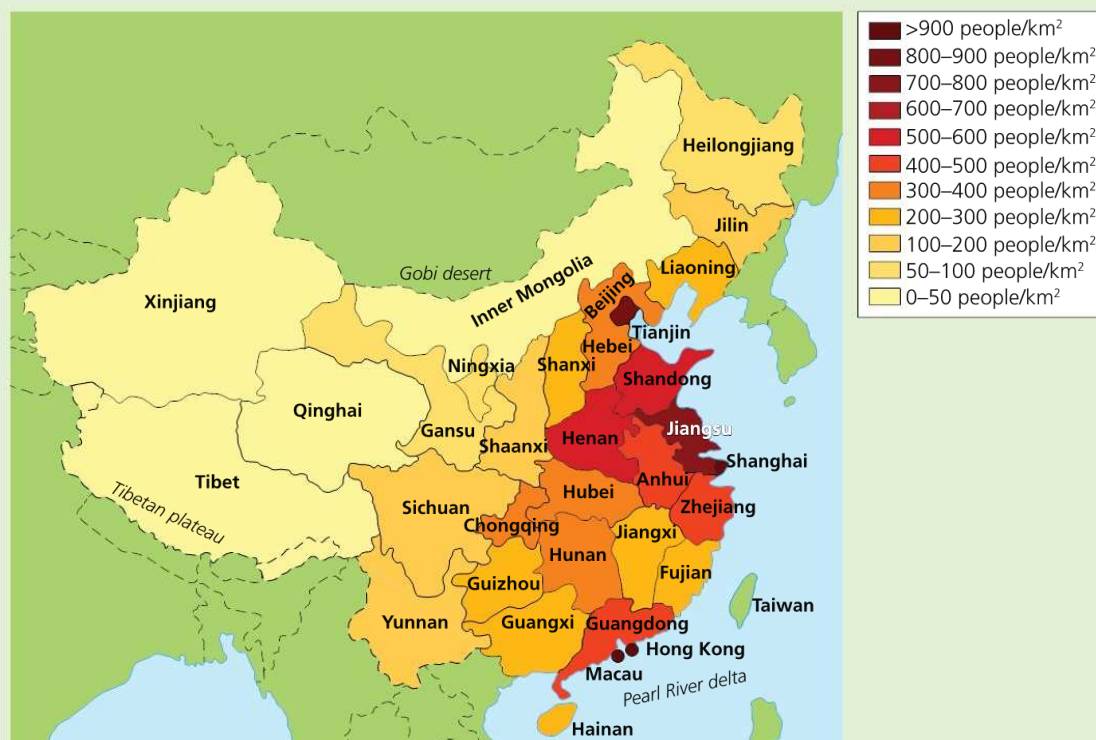 >900 people/km²
800–900 people/km²
700–800 people/km²
600–700 people/km²
500–600 people/km²
400–500 people/km²
300–400 people/km²
200–300 people/km²
100–200 people/km²
50–100 people/km²
0–50 people/km²
Heilongjiang
Jilin
Liaoning
Gobi desert
Inner Mongolia
Xinjiang
Beijing
Tianjin
Hebei
Ningxia
Shanxi
Shandong
Qinghai
Gansu
Shaanxi
Henan
Jiangsu
Shanghai
Tibet
Tibetan plateau
Sichuan
Chongqing
Hubei
Anhui
Zhejiang
Jiangxi
Hunan
Guizhou
Fujian
Taiwan
Yunnan
Guangxi
Guangdong
Hong Kong
Macau
Pearl River delta
Hainan